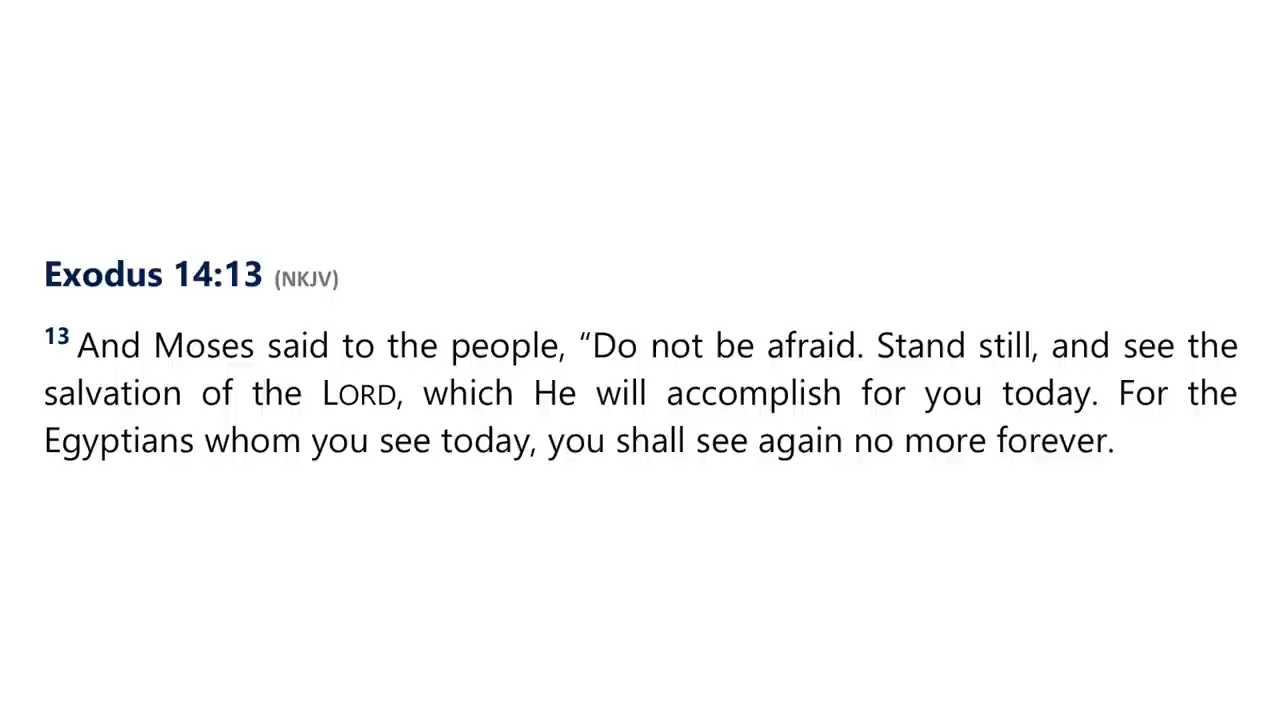 Exodus 14:13 (NKJV)
13 And Moses said to the people, “Do not be afraid. Stand still, and see the
salvation of the LORD, which He will accomplish for you today. For the
Egyptians whom you see today, you shall see again no more forever.